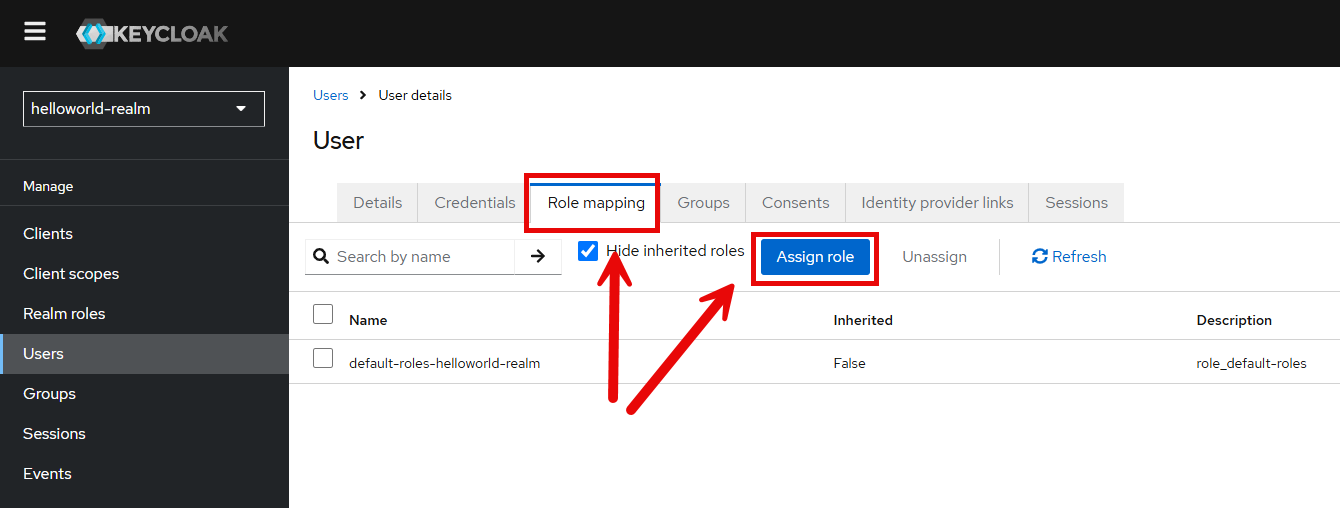 KEYCLOAK
helloworld-realm
Manage
Clients
Client scopes
Realm roles
Users
Groups
Sessions
Events
Users > User details
User
Details Credentials Role mapping Groups Consents Identity provider links Sessions
Search by name Hide inherited roles Assign role Unassign Refresh
Name Inherited Description
default-roles-helloworld-realm False role_default-roles